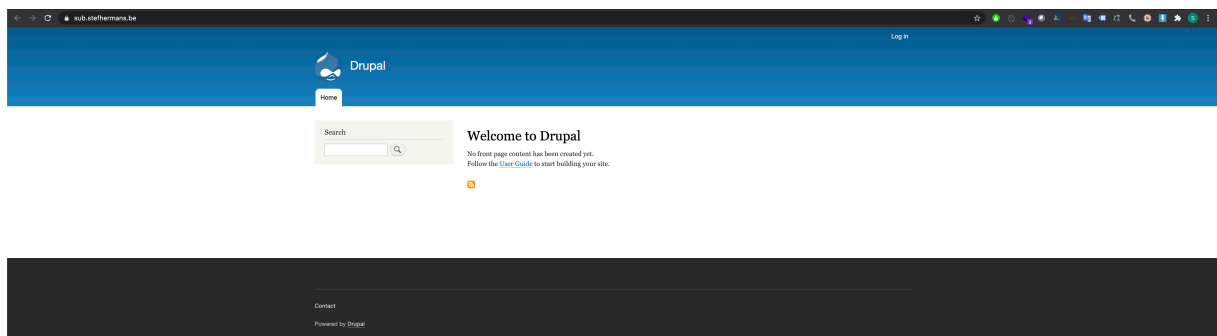 sub.stefhermans.be
Log in
Drupal
Home
Search
Welcome to Drupal
No front page content has been created yet.
Follow the User Guide to start building your site.
Contact
Powered by Drupal